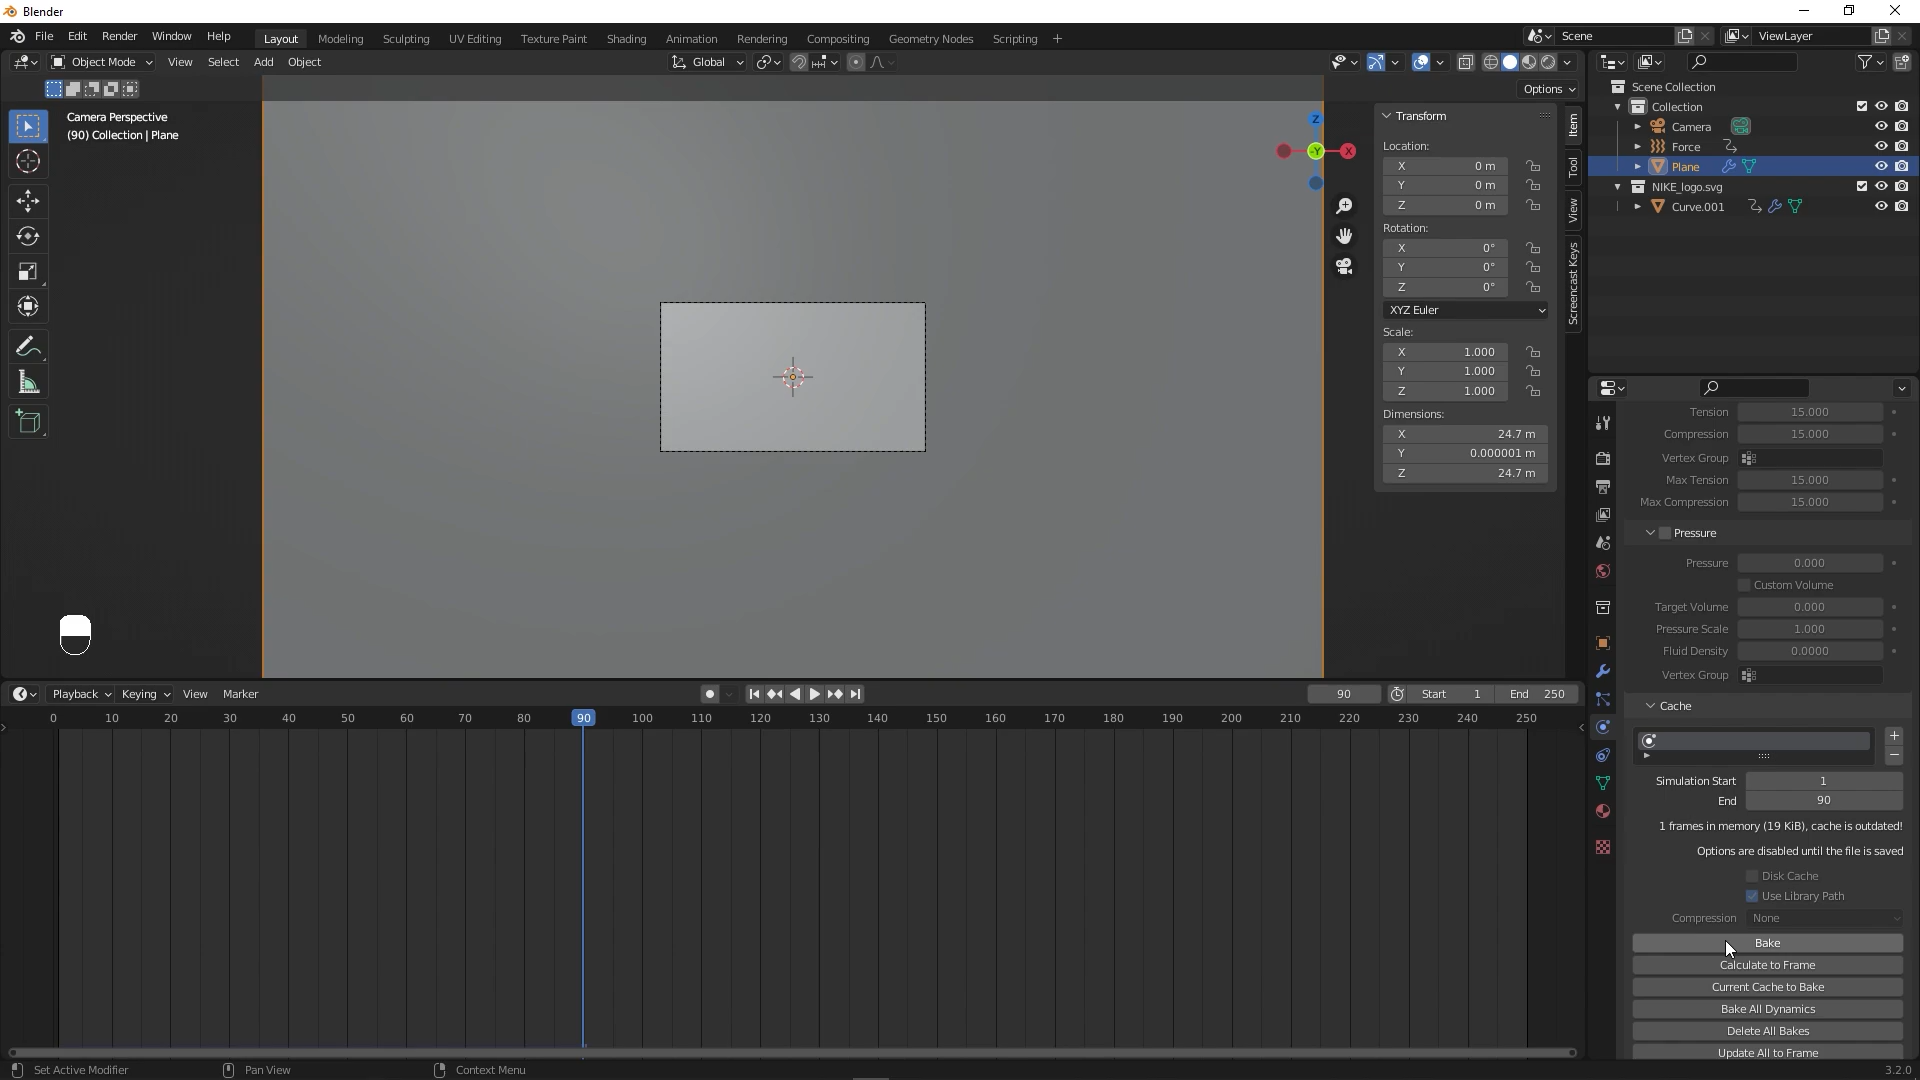 Blender
File Edit Render Window Help
Layout Modeling Sculpting UV Editing Texture Paint Shading Animation Rendering Compositing Geometry Nodes Scripting +
Scene ViewLayer
Object Mode View Select Add Object
Global
Options
Camera Perspective
(90) Collection | Plane
Z
-Y
X
Transform
Location:
X 0 m
Y 0 m
Z 0 m
Rotation:
X 0°
Y 0°
Z 0°
XYZ Euler
Scale:
X 1.000
Y 1.000
Z 1.000
Dimensions:
X 24.7 m
Y 0.000001 m
Z 24.7 m
Item
Tool
View
Screencast Keys
Scene Collection
Collection
Camera
Force
Plane
NIKE_logo.svg
Curve.001
Tension 15.000
Compression 15.000
Vertex Group
Max Tension 15.000
Max Compression 15.000
Pressure
Pressure 0.000
Custom Volume
Target Volume 0.000
Pressure Scale 1.000
Fluid Density 0.0000
Vertex Group
Cache
Simulation Start 1
End 90
1 frames in memory (19 KiB), cache is outdated!
Options are disabled until the file is saved
Disk Cache
Use Library Path
Compression None
Bake
Calculate to Frame
Current Cache to Bake
Bake All Dynamics
Delete All Bakes
Update All to Frame
Playback Keying View Marker
90 Start 1 End 250
0 10 20 30 40 50 60 70 80 90 100 110 120 130 140 150 160 170 180 190 200 210 220 230 240 250
Set Active Modifier Pan View Context Menu
3.2.0